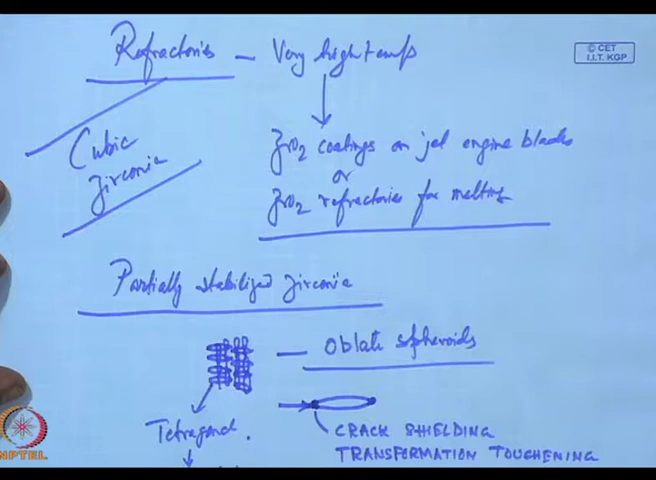 Refractories — Very high temps
© CET
I.I.T. KGP
Cubic
Zirconia
ZrO2 coatings on jet engine blades
or
ZrO2 refractories for melting
Partially stabilized zirconia
— Oblate spheroids
Tetragonal.
CRACK SHIELDING
TRANSFORMATION TOUGHENING
NPTEL